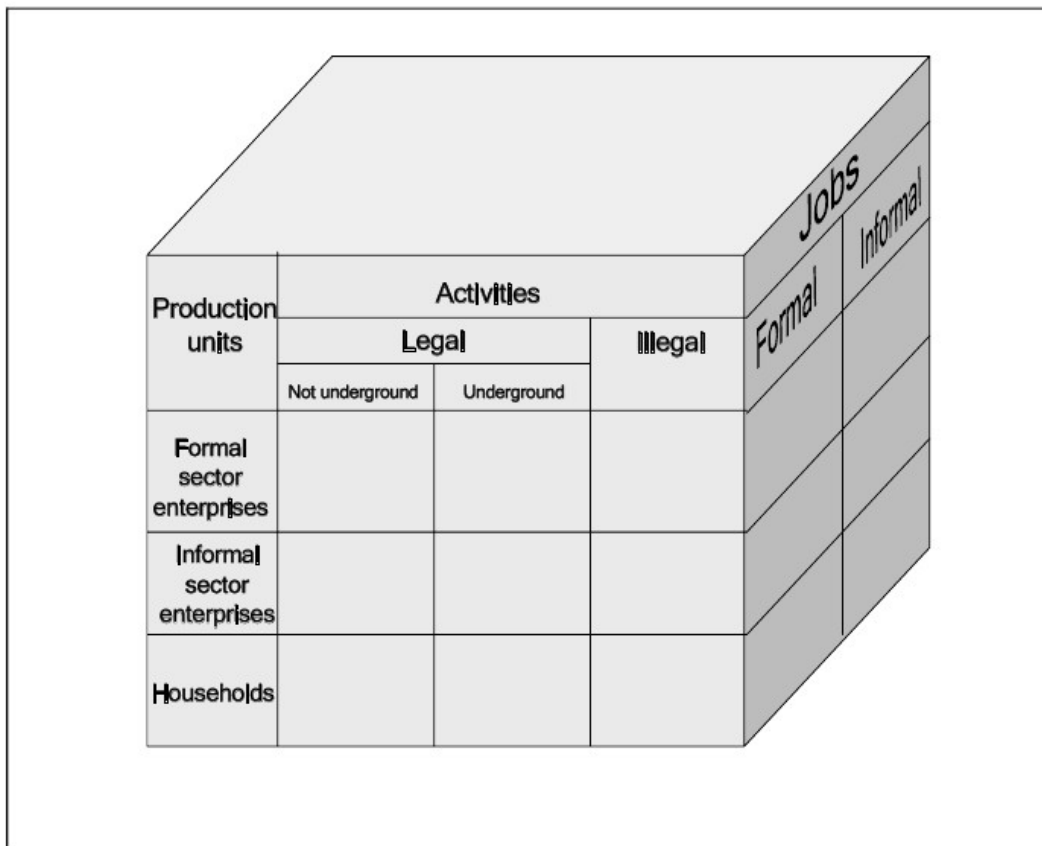 Jobs
Formal
Informal
Production
units
Activities
Legal
Illegal
Not underground
Underground
Formal
sector
enterprises
Informal
sector
enterprises
Households